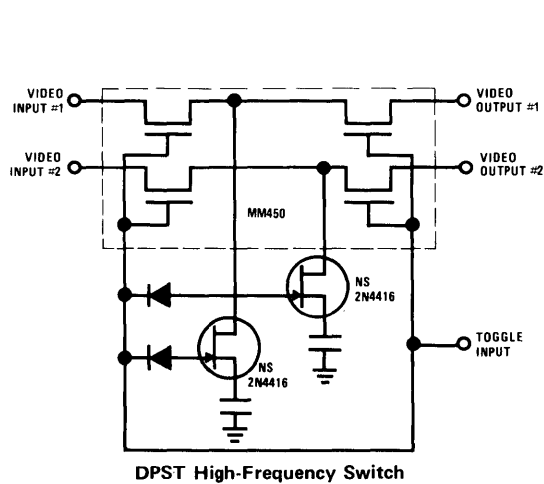 VIDEO
INPUT #1
VIDEO
OUTPUT #1
VIDEO
INPUT #2
VIDEO
OUTPUT #2
MM450
NS
2N4416
TOGGLE
INPUT
NS
2N4416
DPST High-Frequency Switch